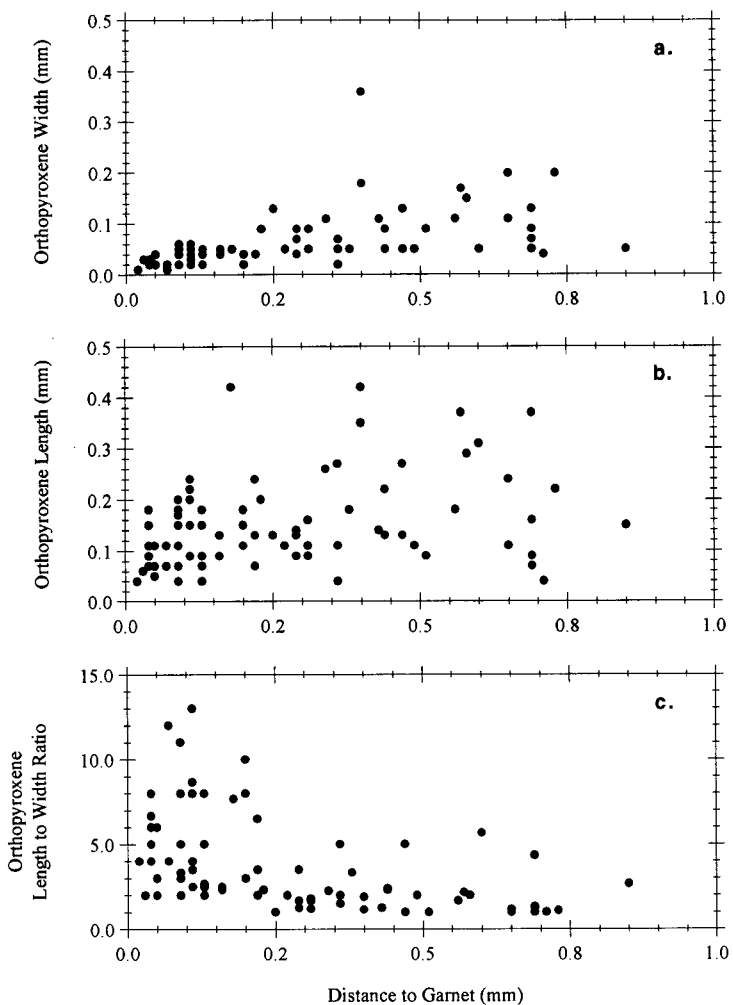 a.
Orthopyroxene Width (mm)
0.5
0.4
0.3
0.2
0.1
0.0
0.0 0.2 0.5 0.8 1.0
b.
Orthopyroxene Length (mm)
0.5
0.4
0.3
0.2
0.1
0.0
0.0 0.2 0.5 0.8 1.0
c.
Orthopyroxene
Length to Width Ratio
15.0
10.0
5.0
0.0
0.0 0.2 0.5 0.8 1.0
Distance to Garnet (mm)